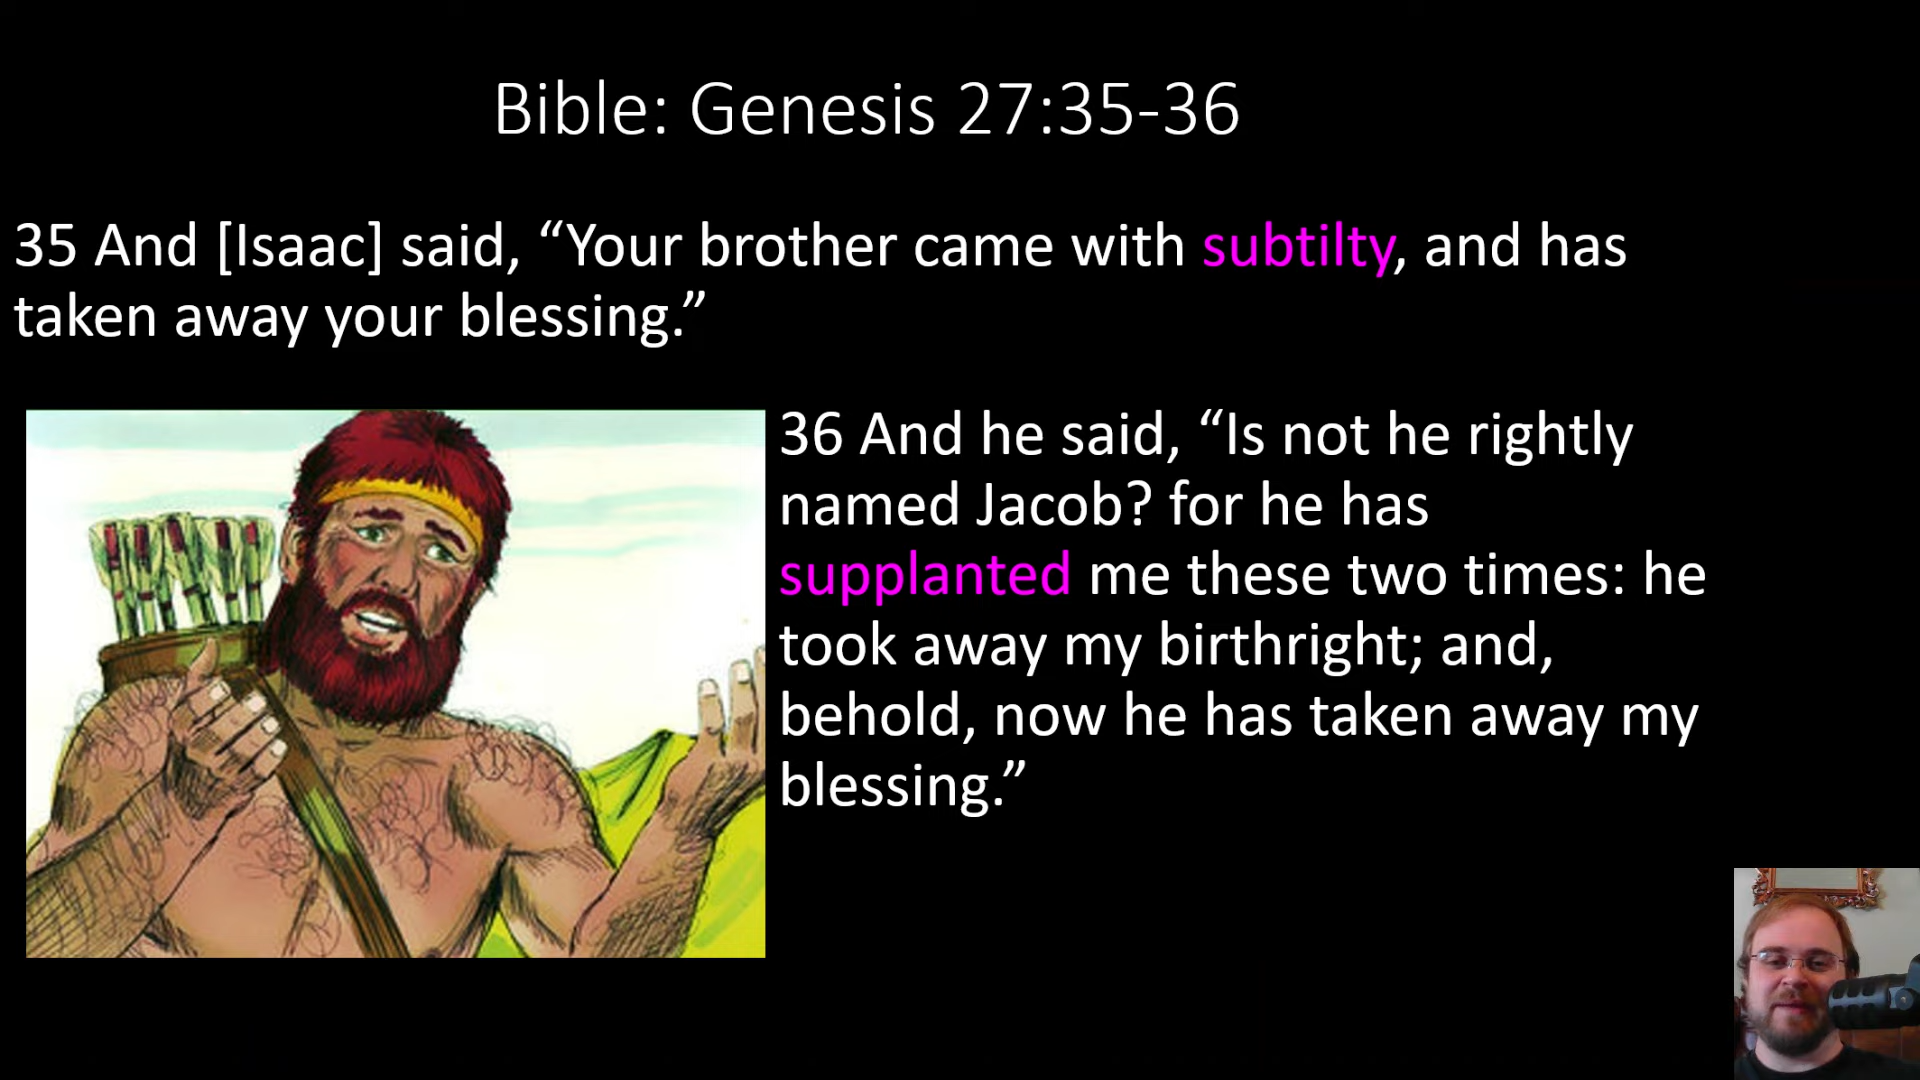 Bible: Genesis 27:35-36
35 And [Isaac] said, “Your brother came with subtilty, and has
taken away your blessing.”
36 And he said, “Is not he rightly
named Jacob? for he has
supplanted me these two times: he
took away my birthright; and,
behold, now he has taken away my
blessing.”